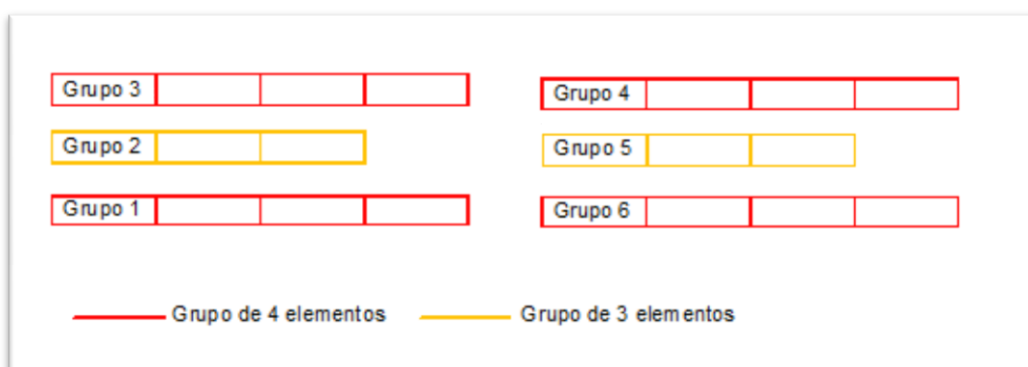 Grupo 3
Grupo 4
Grupo 2
Grupo 5
Grupo 1
Grupo 6
Grupo de 4 elementos
Grupo de 3 elementos